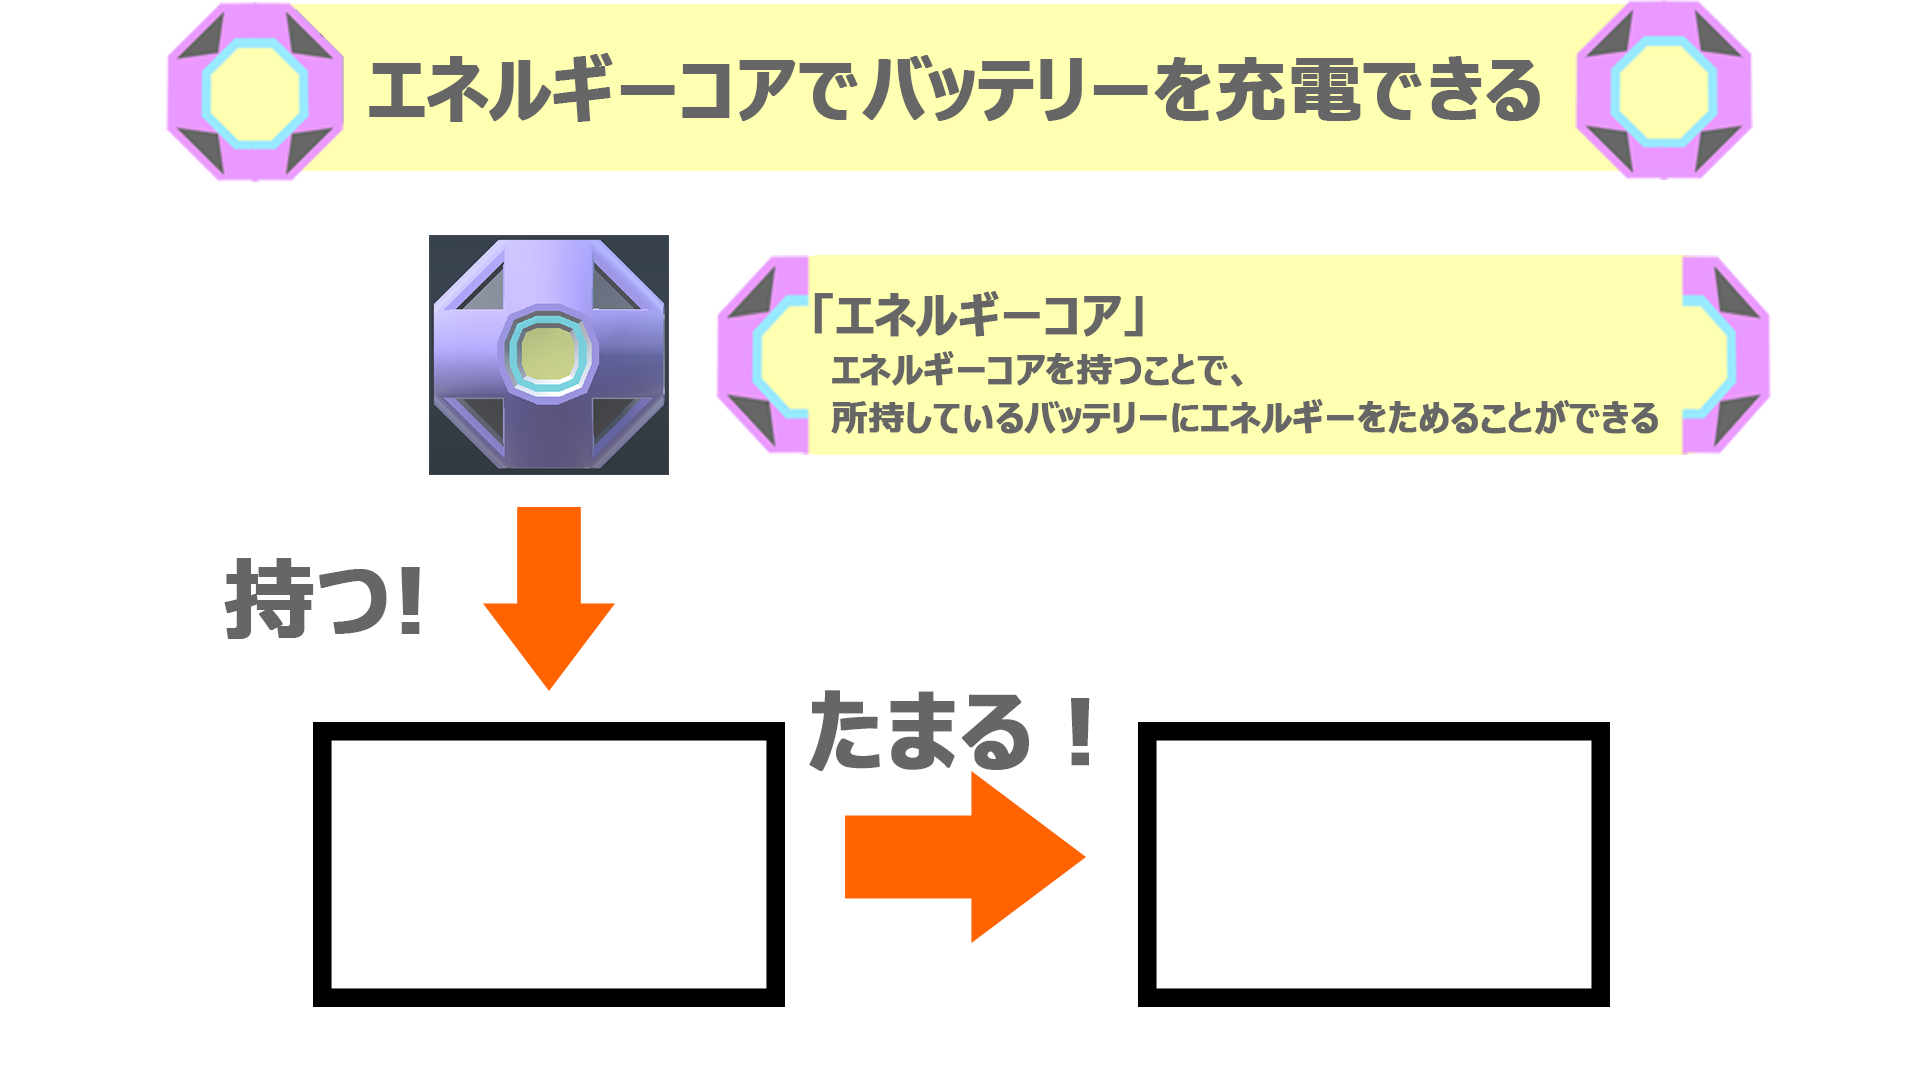 エネルギーコアでバッテリーを充電できる
「エネルギーコア」
エネルギーコアを持つことで、
所持しているバッテリーにエネルギーをためることができる
持つ!
たまる！